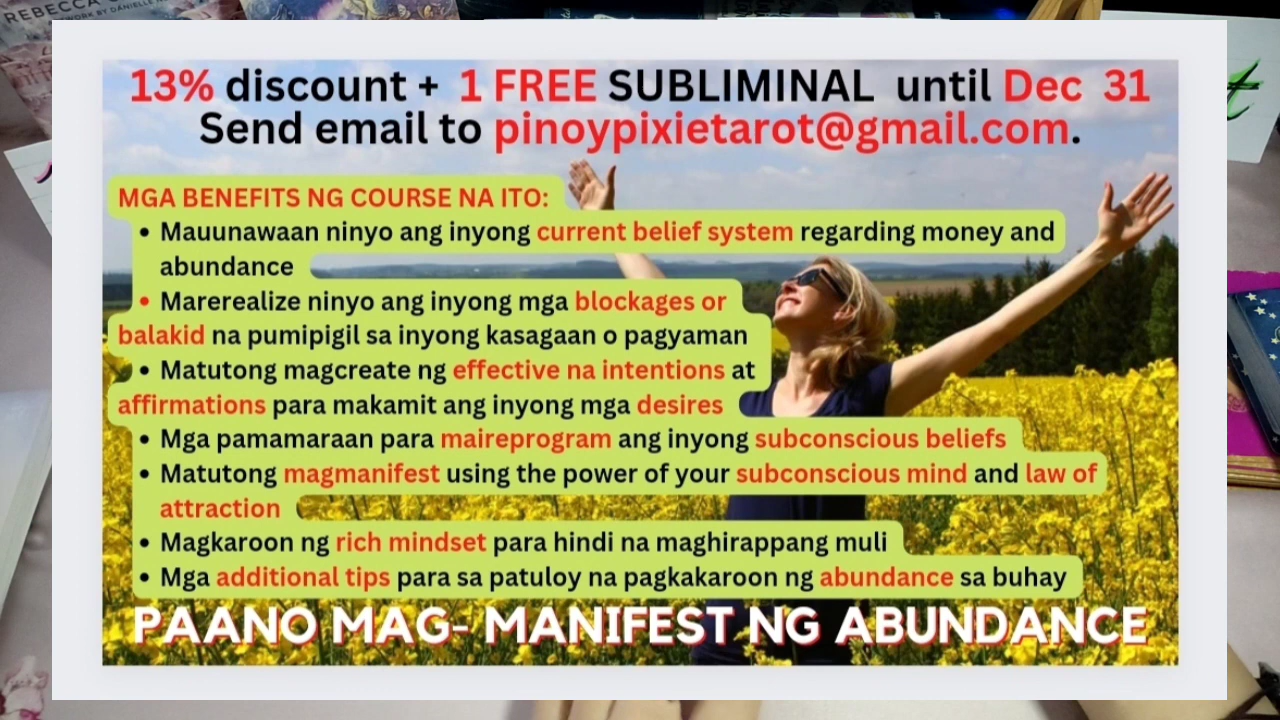 REBECCA
13% discount + 1 FREE SUBLIMINAL until Dec 31
Send email to pinoypixietarot@gmail.com.
MGA BENEFITS NG COURSE NA ITO:
• Mauunawaan ninyo ang inyong current belief system regarding money and
abundance
• Marerealize ninyo ang inyong mga blockages or
balakid na pumipigil sa inyong kasagaan o pagyaman
• Matutong magcreate ng effective na intentions at
affirmations para makamit ang inyong mga desires
• Mga pamamaraan para maireprogram ang inyong subconscious beliefs
• Matutong magmanifest using the power of your subconscious mind and law of
attraction
• Magkaroon ng rich mindset para hindi na maghirappang muli
• Mga additional tips para sa patuloy na pagkakaroon ng abundance sa buhay
PAANO MAG- MANIFEST NG ABUNDANCE